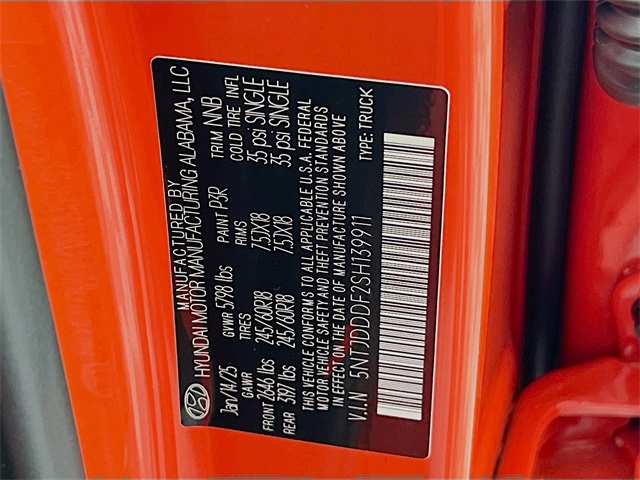 MANUFACTURED BY
HYUNDAI MOTOR MANUFACTURING ALABAMA, LLC
Jan/14/25 GVWR 5798 lbs PAINT P3R TRIM NNB
GAWR TIRES RIMS COLD TIRE INFL
FRONT 2646 lbs 245/60R18 7.5JX18 35 psi SINGLE
REAR 3197 lbs 245/60R18 7.5JX18 35 psi SINGLE
THIS VEHICLE CONFORMS TO ALL APPLICABLE U.S.A. FEDERAL
MOTOR VEHICLE SAFETY AND THEFT PREVENTION STANDARDS
IN EFFECT ON THE DATE OF MANUFACTURE SHOWN ABOVE
V.I.N 5NTJDDDF2SH139911 TYPE: TRUCK